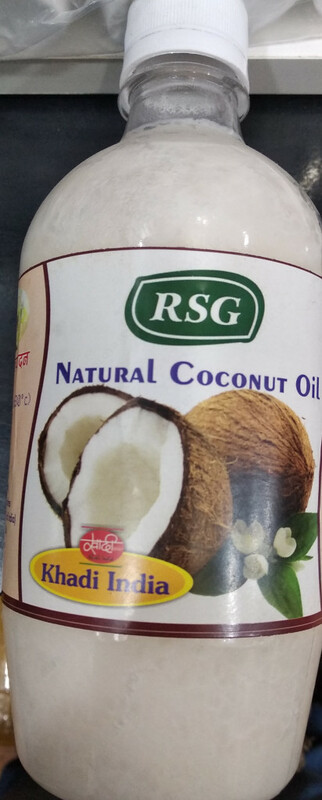 RSG
NATURAL COCONUT OIL
खादी
Khadi India